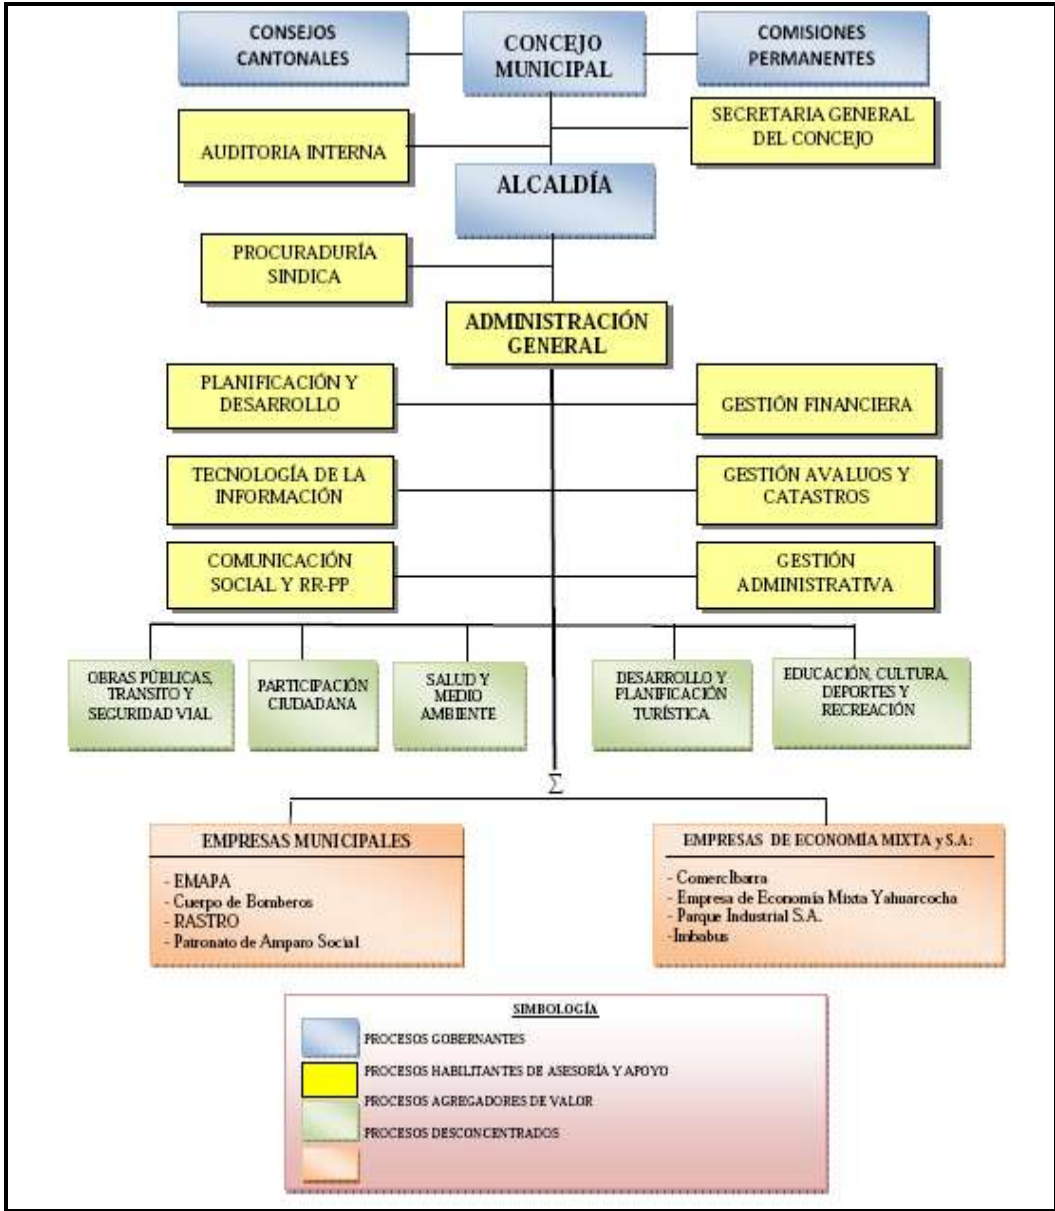 CONSEJOS
CANTONALES
CONCEJO
MUNICIPAL
COMISIONES
PERMANENTES
AUDITORIA INTERNA
SECRETARIA GENERAL
DEL CONCEJO
ALCALDÍA
PROCURADURÍA
SINDICA
ADMINISTRACIÓN
GENERAL
PLANIFICACIÓN Y
DESARROLLO
GESTIÓN FINANCIERA
TECNOLOGÍA DE LA
INFORMACIÓN
GESTIÓN AVALUOS Y
CATASTROS
COMUNICACIÓN
SOCIAL Y RR-PP
GESTIÓN
ADMINISTRATIVA
OBRAS PÚBLICAS,
TRANSITO Y
SEGURIDAD VIAL
PARTICIPACIÓN
CIUDADANA
SALUD Y
MEDIO
AMBIENTE
DESARROLLO Y
PLANIFICACIÓN
TURÍSTICA
EDUCACIÓN, CULTURA,
DEPORTES Y
RECREACIÓN
Σ
EMPRESAS MUNICIPALES
- EMAPA
- Cuerpo de Bomberos
- RASTRO
- Patronato de Amparo Social
EMPRESAS DE ECONOMÍA MIXTA y S.A:
- ComercIbarra
- Empresa de Economía Mixta Yahuarcocha
- Parque Industrial S.A.
-Imbabus
SIMBOLOGÍA
PROCESOS GOBERNANTES
PROCESOS HABILITANTES DE ASESORÍA Y APOYO
PROCESOS AGREGADORES DE VALOR
PROCESOS DESCONCENTRADOS